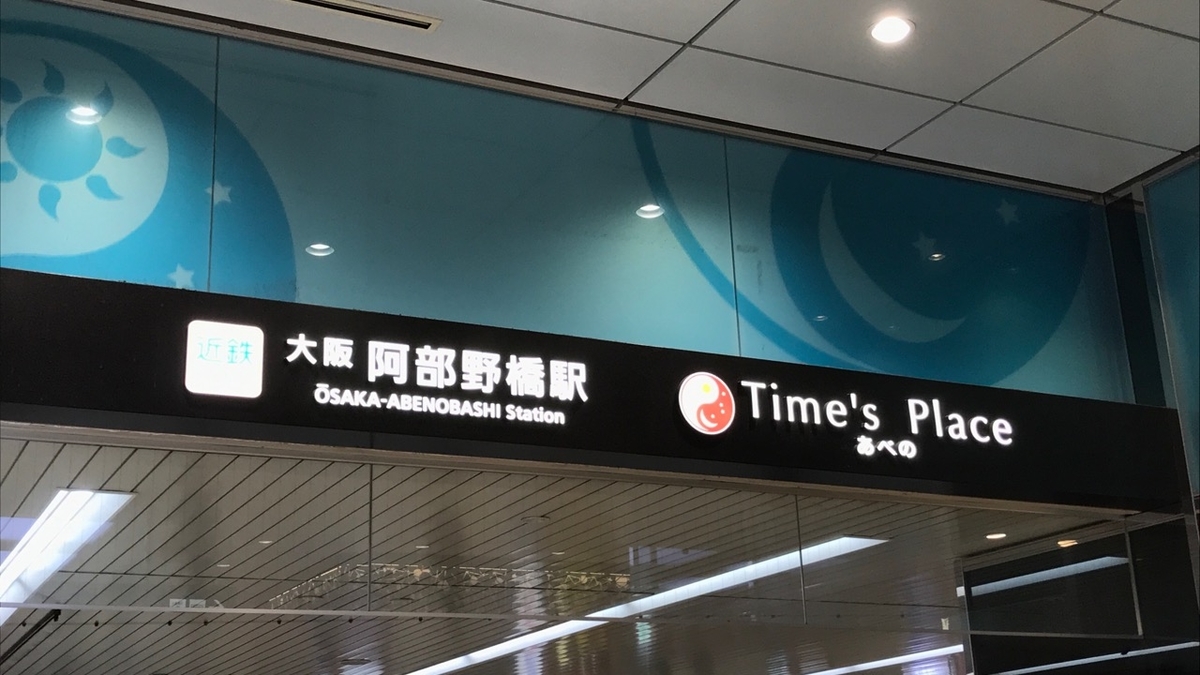 近鉄
大阪 阿部野橋駅
ŌSAKA-ABENOBASHI Station
Time's Place
あべの